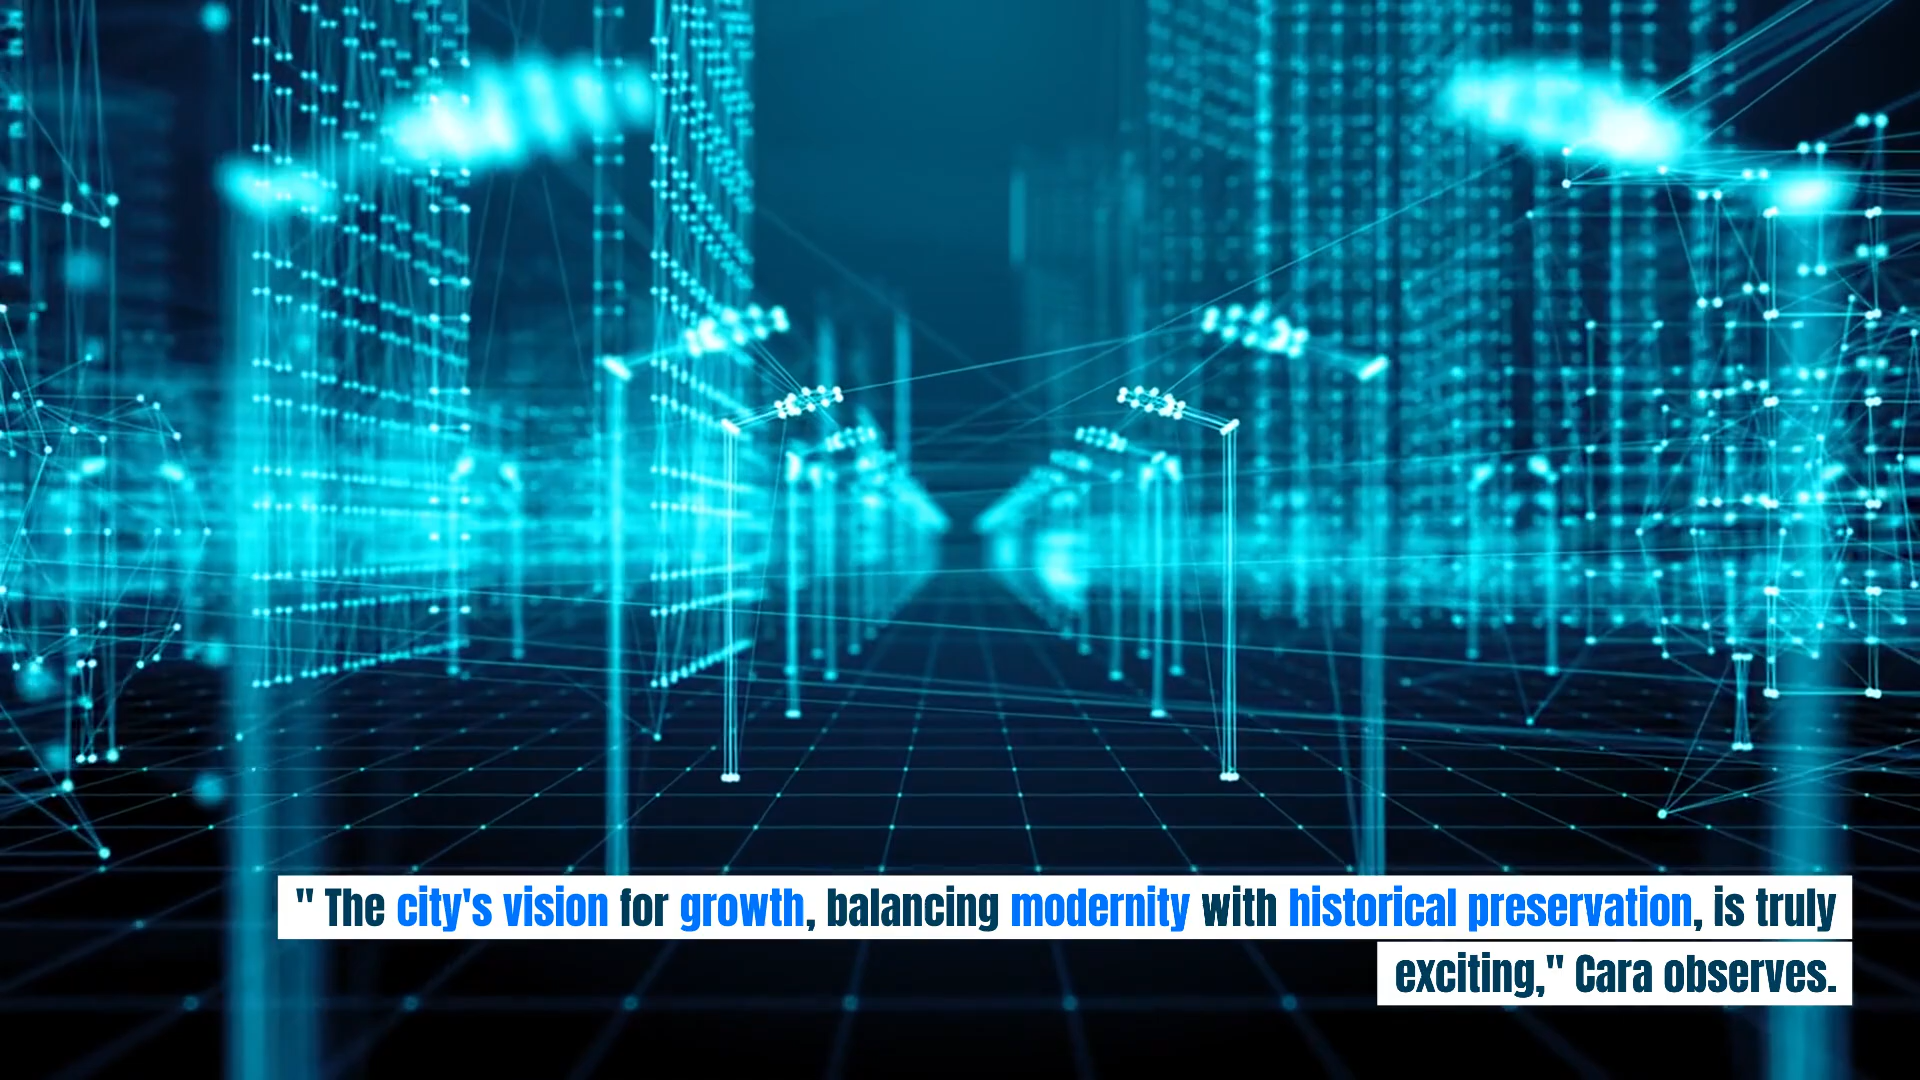 " The city's vision for growth, balancing modernity with historical preservation, is truly
exciting," Cara observes.